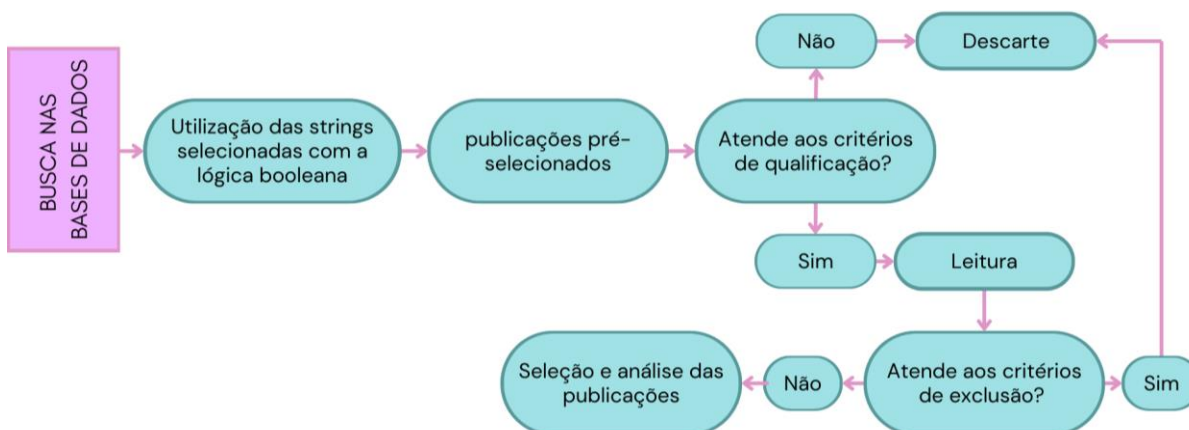 BUSCA NAS
BASES DE DADOS
Utilização das strings
selecionadas com a
lógica booleana
publicações pré-
selecionados
Atende aos critérios
de qualificação?
Não
Descarte
Sim
Leitura
Atende aos critérios
de exclusão?
Sim
Não
Seleção e análise das
publicações